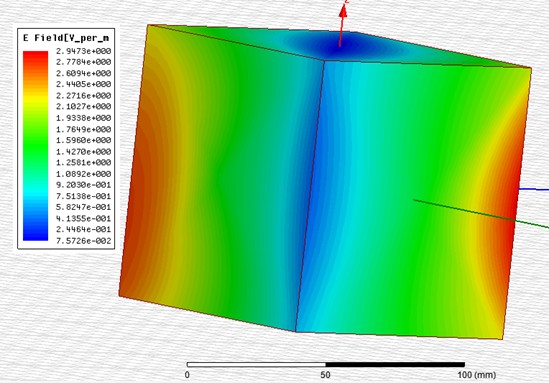 E Field[V_per_m
2.9473e+000
2.7784e+000
2.6094e+000
2.4405e+000
2.2716e+000
2.1027e+000
1.9338e+000
1.7649e+000
1.5960e+000
1.4270e+000
1.2581e+000
1.0892e+000
9.2030e-001
7.5138e-001
5.8247e-001
4.1355e-001
2.4464e-001
7.5726e-002
0
50
100 (mm)